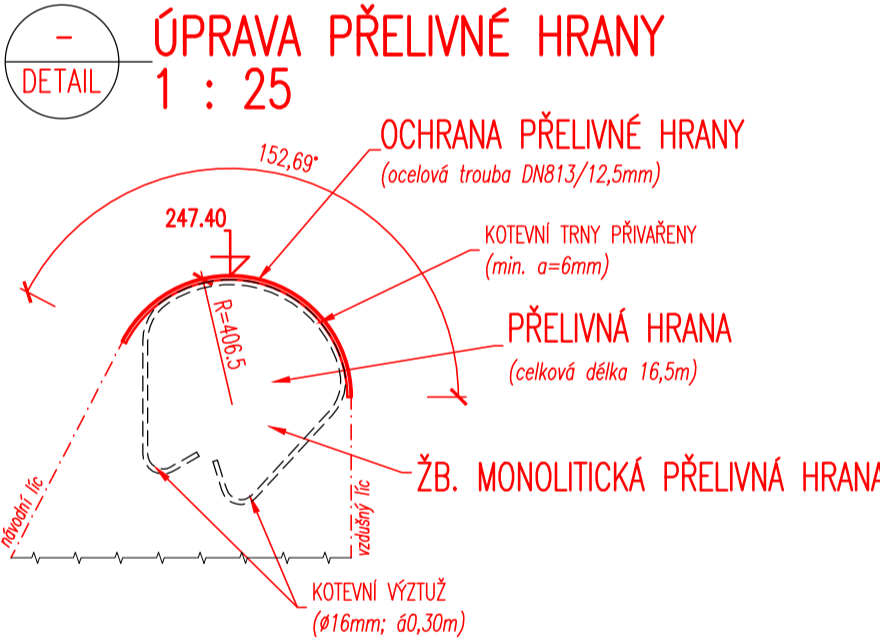 –
DETAIL
ÚPRAVA PŘELIVNÉ HRANY
1 : 25
OCHRANA PŘELIVNÉ HRANY
(ocelová trouba DN813/12,5mm)
152,69°
247.40
KOTEVNÍ TRNY PŘIVAŘENY
(min. a=6mm)
R=406.5
PŘELIVNÁ HRANA
(celková délka 16,5m)
ŽB. MONOLITICKÁ PŘELIVNÁ HRANA
návodní líc
vzdušný líc
KOTEVNÍ VÝZTUŽ
(ø16mm; á0,30m)